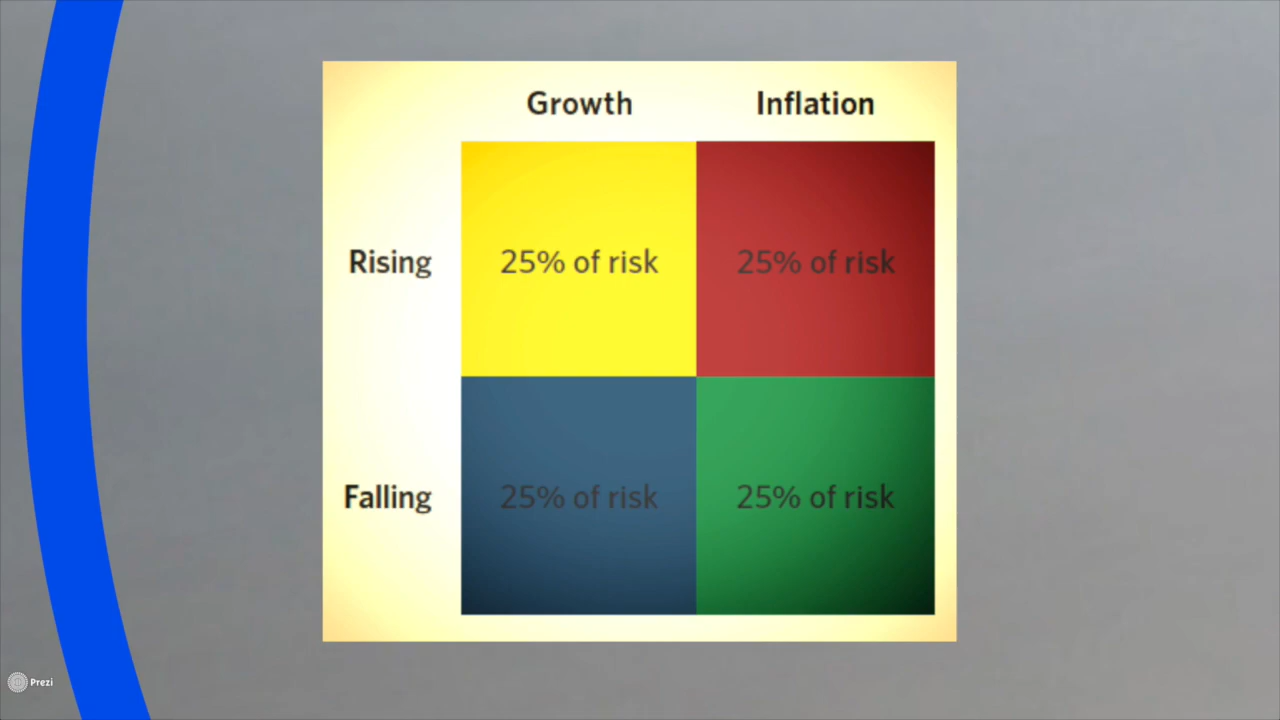 Growth Inflation
Rising 25% of risk 25% of risk
Falling 25% of risk 25% of risk
Prezi